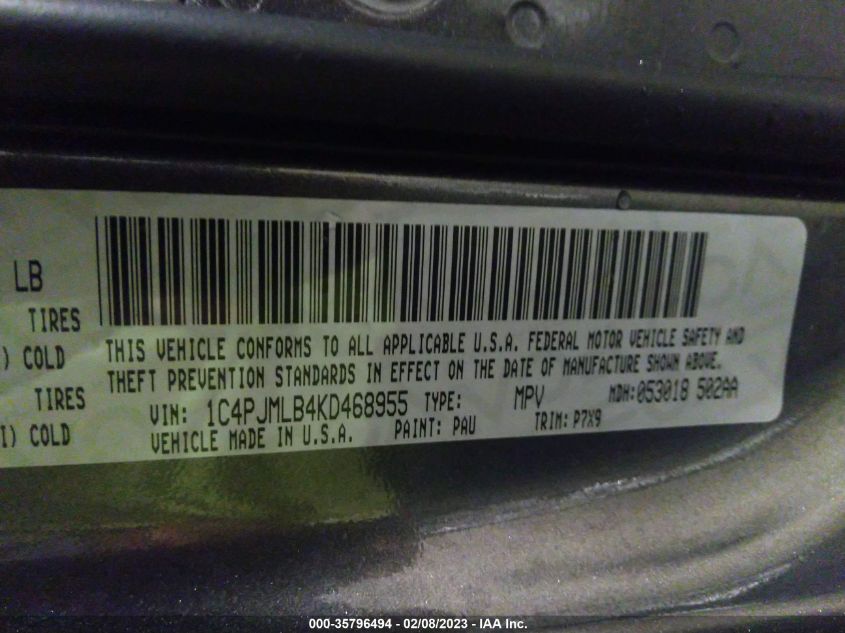 LB
TIRES
) COLD
TIRES
I) COLD
THIS VEHICLE CONFORMS TO ALL APPLICABLE U.S.A. FEDERAL MOTOR VEHICLE SAFETY AND
THEFT PREVENTION STANDARDS IN EFFECT ON THE DATE OF MANUFACTURE SHOWN ABOVE.
VIN: 1C4PJMLB4KD468955 TYPE: MPV MDH: 053018 502AA
VEHICLE MADE IN U.S.A. PAINT: PAU TRIM: P7X9
000-35796494 - 02/08/2023 - IAA Inc.